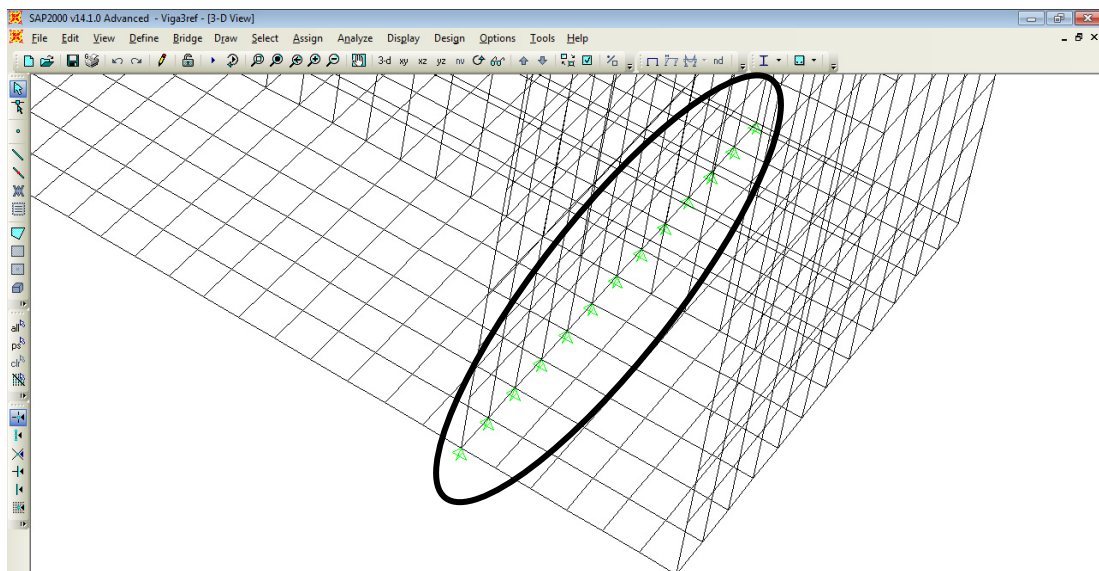 SAP2000 v14.1.0 Advanced - Viga3ref - [3-D View]
File Edit View Define Bridge Draw Select Assign Analyze Display Design Options Tools Help
3-d xy xz yz nv nd
all
ps
clr